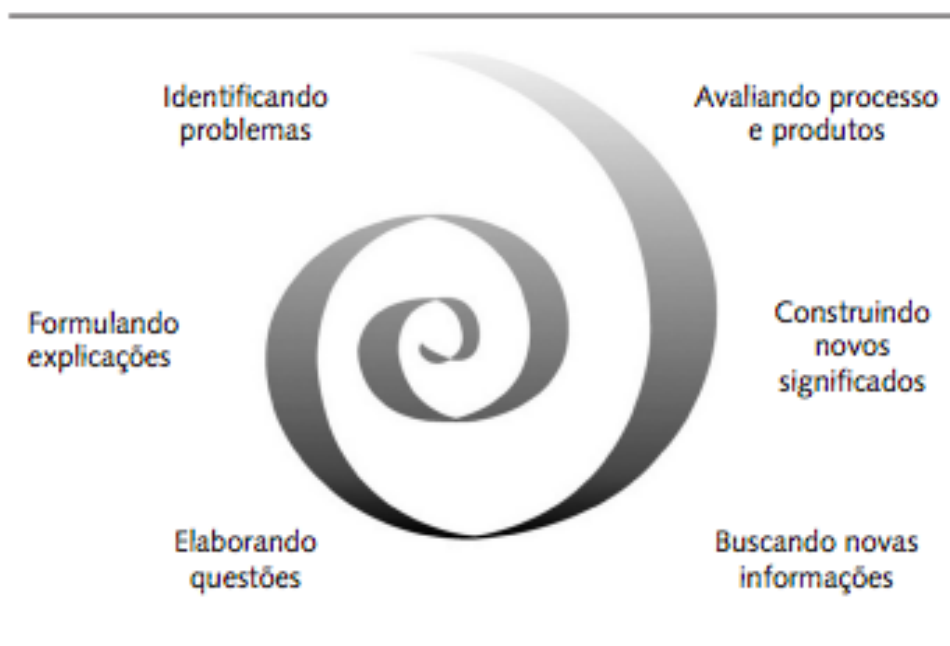 Identificando
problemas
Avaliando processo
e produtos
Formulando
explicações
Construindo
novos
significados
Elaborando
questões
Buscando novas
informações